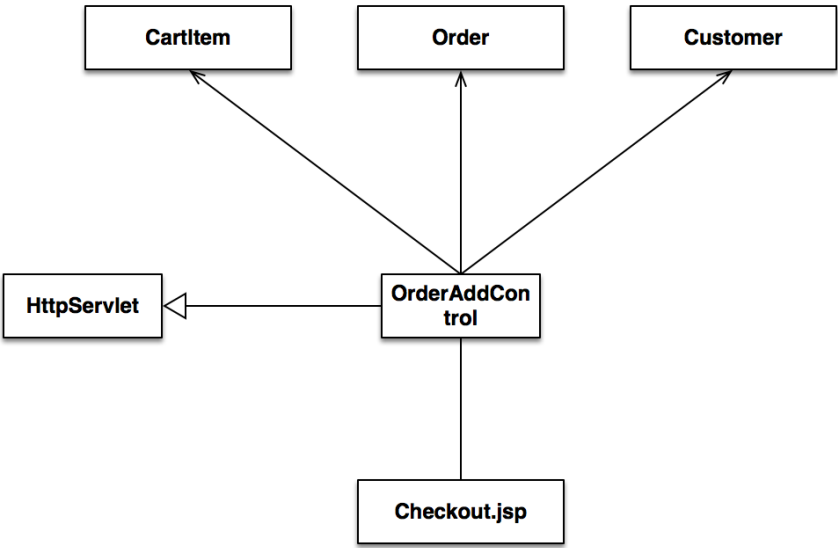 CartItem
Order
Customer
HttpServlet
OrderAddCon
trol
Checkout.jsp